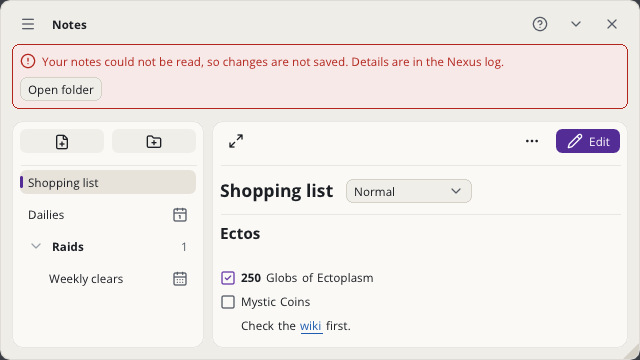 Notes
Your notes could not be read, so changes are not saved. Details are in the Nexus log.
Open folder
Edit
Shopping list
Dailies
1
Raids
1
Weekly clears
Shopping list
Normal
Ectos
250 Globs of Ectoplasm
Mystic Coins
Check the wiki first.